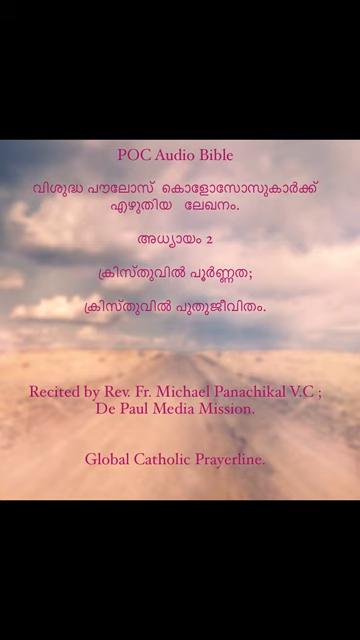 POC Audio Bible
വിശുദ്ധ പൗലോസ് കൊളോസോസുകാർക്ക്
എഴുതിയ ലേഖനം.
അധ്യായം 2
ക്രിസ്തുവിൽ പൂർണ്ണത;
ക്രിസ്തുവിൽ പുതുജീവിതം.
Recited by Rev. Fr. Michael Panachikal V.C ;
De Paul Media Mission.
Global Catholic Prayerline.